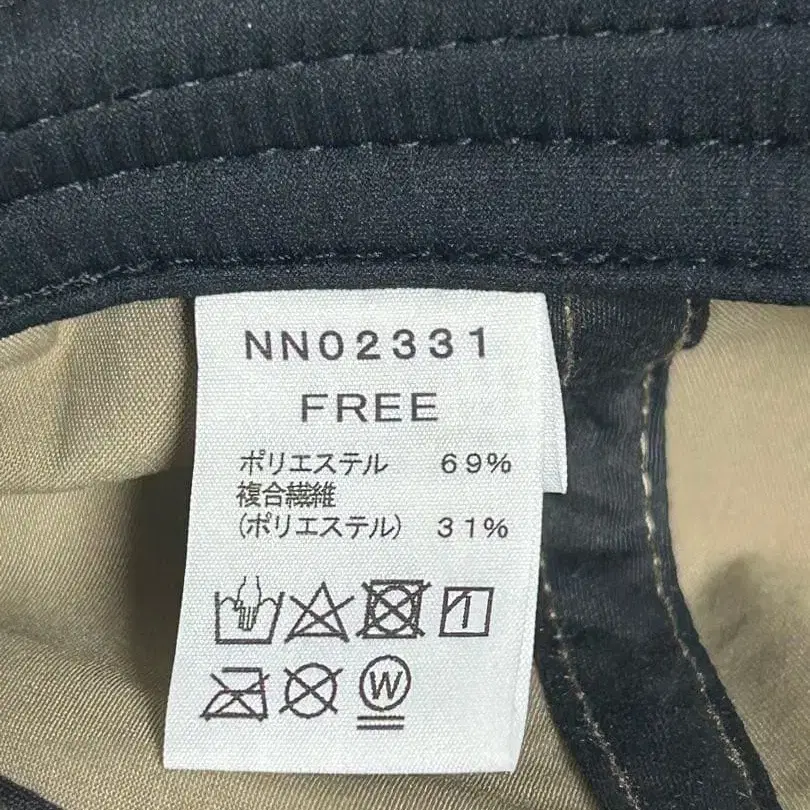 NN02331
FREE
ポリエステル 69%
複合繊維
(ポリエステル) 31%
W